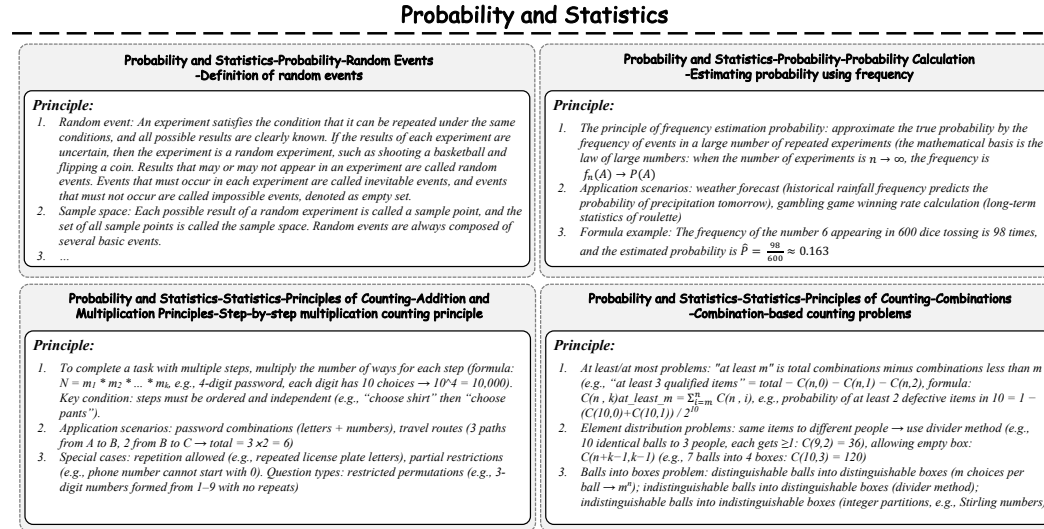 Probability and Statistics
Probability and Statistics-Probability-Random Events
-Definition of random events
Principle:
1. Random event: An experiment satisfies the condition that it can be repeated under the same
conditions, and all possible results are clearly known. If the results of each experiment are
uncertain, then the experiment is a random experiment, such as shooting a basketball and
flipping a coin. Results that may or may not appear in an experiment are called random
events. Events that must occur in each experiment are called inevitable events, and events
that must not occur are called impossible events, denoted as empty set.
2. Sample space: Each possible result of a random experiment is called a sample point, and the
set of all sample points is called the sample space. Random events are always composed of
several basic events.
3. ...
Probability and Statistics-Probability-Probability Calculation
-Estimating probability using frequency
Principle:
1. The principle of frequency estimation probability: approximate the true probability by the
frequency of events in a large number of repeated experiments (the mathematical basis is the
law of large numbers: when the number of experiments is n → ∞, the frequency is
fₙ(A) → P(A)
2. Application scenarios: weather forecast (historical rainfall frequency predicts the
probability of precipitation tomorrow), gambling game winning rate calculation (long-term
statistics of roulette)
3. Formula example: The frequency of the number 6 appearing in 600 dice tossing is 98 times,
and the estimated probability is P̂ = 98/600 ≈ 0.163
Probability and Statistics-Statistics-Principles of Counting-Addition and
Multiplication Principles-Step-by-step multiplication counting principle
Principle:
1. To complete a task with multiple steps, multiply the number of ways for each step (formula:
N = m₁ * m₂ * ... * mₖ, e.g., 4-digit password, each digit has 10 choices → 10^4 = 10,000).
Key condition: steps must be ordered and independent (e.g., “choose shirt” then “choose
pants”).
2. Application scenarios: password combinations (letters + numbers), travel routes (3 paths
from A to B, 2 from B to C → total = 3 ×2 = 6)
3. Special cases: repetition allowed (e.g., repeated license plate letters), partial restrictions
(e.g., phone number cannot start with 0). Question types: restricted permutations (e.g., 3-
digit numbers formed from 1–9 with no repeats)
Probability and Statistics-Statistics-Principles of Counting-Combinations
-Combination-based counting problems
Principle:
1. At least/at most problems: "at least m" is total combinations minus combinations less than m
(e.g., “at least 3 qualified items” = total − C(n,0) − C(n,1) − C(n,2), formula:
C(n , k)at_least_m = Σⁿᵢ₌ₘ C(n , i), e.g., probability of at least 2 defective items in 10 = 1 −
(C(10,0)+C(10,1)) / 2¹⁰
2. Element distribution problems: same items to different people → use divider method (e.g.,
10 identical balls to 3 people, each gets ≥1: C(9,2) = 36), allowing empty box:
C(n+k−1,k−1) (e.g., 7 balls into 4 boxes: C(10,3) = 120)
3. Balls into boxes problem: distinguishable balls into distinguishable boxes (m choices per
ball → mⁿ); indistinguishable balls into distinguishable boxes (divider method);
indistinguishable balls into indistinguishable boxes (integer partitions, e.g., Stirling numbers)